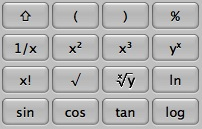 ⇧ ( ) %
1/x x² x³ yˣ
x! √ ˣ√y ln
sin cos tan log